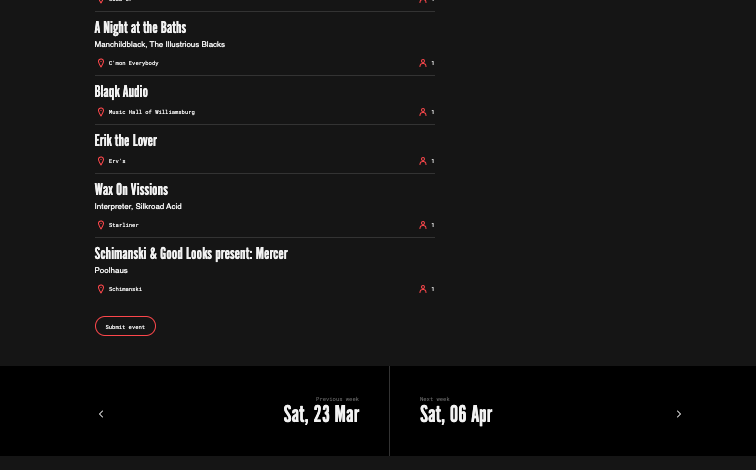 A Night at the Baths
Manchildblack, The Illustrious Blacks
C'mon Everybody 1
Blaqk Audio
Music Hall of Williamsburg 1
Erik the Lover
Erv's 1
Wax On Vissions
Interpreter, Silkroad Acid
Starliner 1
Schimanski & Good Looks present: Mercer
Poolhaus
Schimanski 1
Submit event
Previous week
Sat, 23 Mar
Next week
Sat, 06 Apr